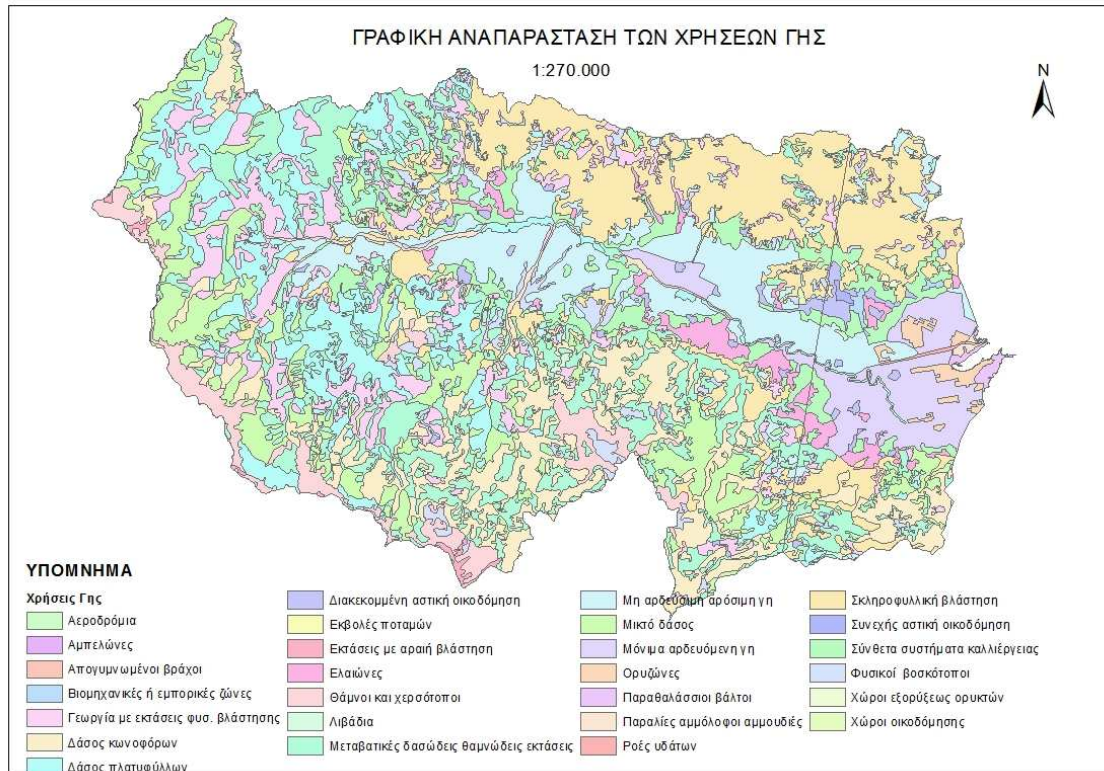 ΓΡΑΦΙΚΗ ΑΝΑΠΑΡΑΣΤΑΣΗ ΤΩΝ ΧΡΗΣΕΩΝ ΓΗΣ
1:270.000
N
ΥΠΟΜΝΗΜΑ
Χρήσεις Γης
Αεροδρόμια
Αμπελώνες
Απογυμνωμένοι βράχοι
Βιομηχανικές ή εμπορικές ζώνες
Γεωργία με εκτάσεις φυσ. βλάστησης
Δάσος κωνοφόρων
Δάσος πλατυφύλλων
Διακεκομμένη αστική οικοδόμηση
Εκβολές ποταμών
Εκτάσεις με αραιή βλάστηση
Ελαιώνες
Θάμνοι και χερσότοποι
Λιβάδια
Μεταβατικές δασώδεις θαμνώδεις εκτάσεις
Μη αρδεύσιμη αρόσιμη γη
Μικτό δάσος
Μόνιμα αρδευόμενη γη
Ορυζώνες
Παραθαλάσσιοι βάλτοι
Παραλίες αμμόλοφοι αμμουδιές
Ροές υδάτων
Σκληροφυλλική βλάστηση
Συνεχής αστική οικοδόμηση
Σύνθετα συστήματα καλλιέργειας
Φυσικοί βοσκότοποι
Χώροι εξορύξεως ορυκτών
Χώροι οικοδόμησης